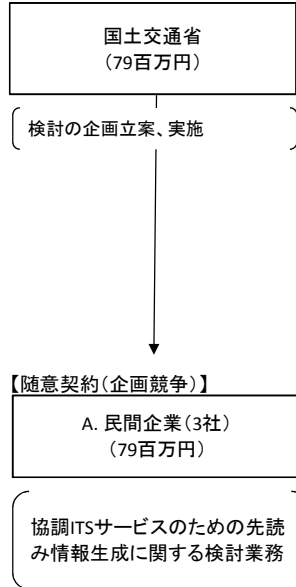 国土交通省
（79百万円）
検討の企画立案、実施
【随意契約（企画競争）】
A. 民間企業（3社）
（79百万円）
協調ITSサービスのための先読
み情報生成に関する検討業務